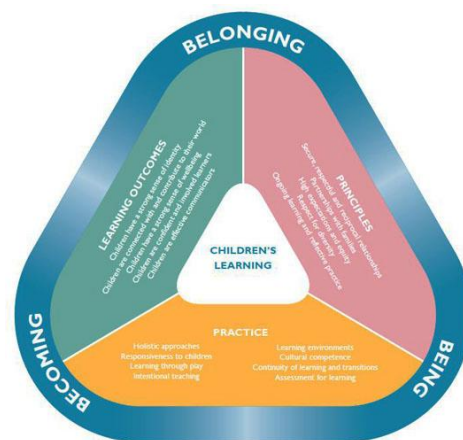 BELONGING
LEARNING OUTCOMES
Children have a strong sense of identity
Children are connected with and contribute to their world
Children have a strong sense of wellbeing
Children are confident and involved learners
Children are effective communicators
PRINCIPLES
Secure, respectful and reciprocal relationships
Partnerships with families
High expectations and equity
Respect for diversity
Ongoing learning and reflective practice
CHILDREN'S
LEARNING
PRACTICE
Holistic approaches
Responsiveness to children
Learning through play
Intentional teaching
Learning environments
Cultural competence
Continuity of learning and transitions
Assessment for learning
BECOMING
BEING